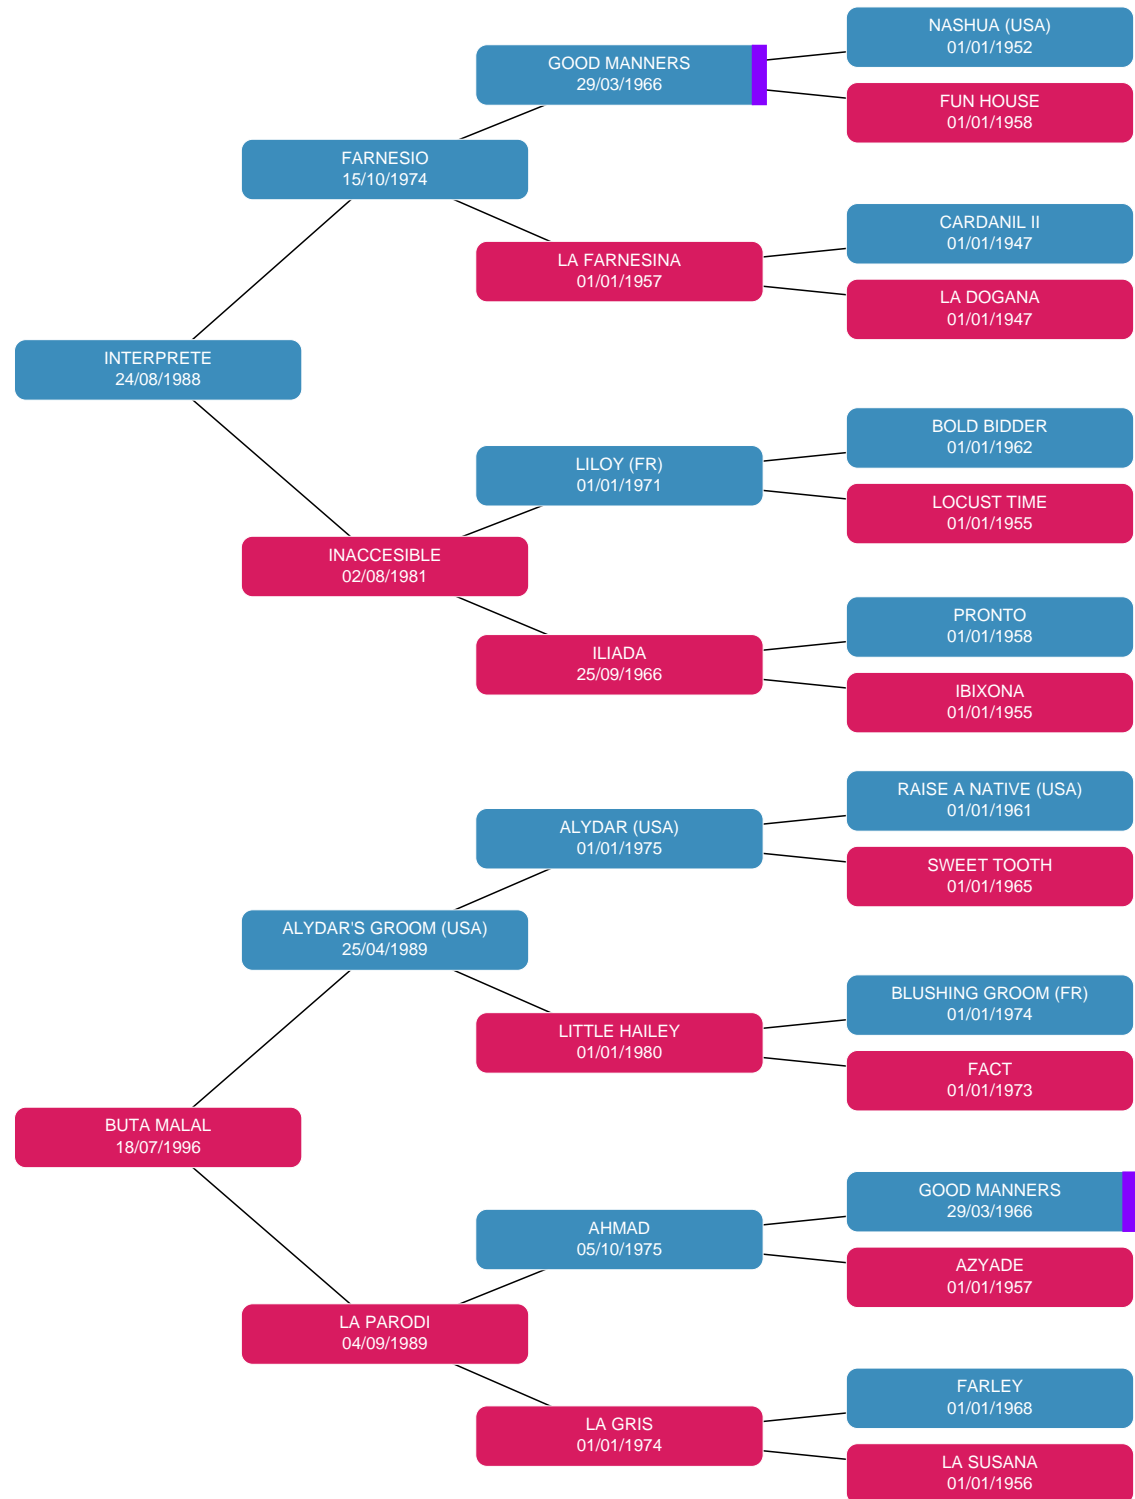 NASHUA (USA)
01/01/1952
GOOD MANNERS
29/03/1966
FUN HOUSE
01/01/1958
FARNESIO
15/10/1974
CARDANIL II
01/01/1947
LA FARNESINA
01/01/1957
LA DOGANA
01/01/1947
INTERPRETE
24/08/1988
BOLD BIDDER
01/01/1962
LILOY (FR)
01/01/1971
LOCUST TIME
01/01/1955
INACCESIBLE
02/08/1981
PRONTO
01/01/1958
ILIADA
25/09/1966
IBIXONA
01/01/1955
RAISE A NATIVE (USA)
01/01/1961
ALYDAR (USA)
01/01/1975
SWEET TOOTH
01/01/1965
ALYDAR'S GROOM (USA)
25/04/1989
BLUSHING GROOM (FR)
01/01/1974
LITTLE HAILEY
01/01/1980
FACT
01/01/1973
BUTA MALAL
18/07/1996
GOOD MANNERS
29/03/1966
AHMAD
05/10/1975
AZYADE
01/01/1957
LA PARODI
04/09/1989
FARLEY
01/01/1968
LA GRIS
01/01/1974
LA SUSANA
01/01/1956